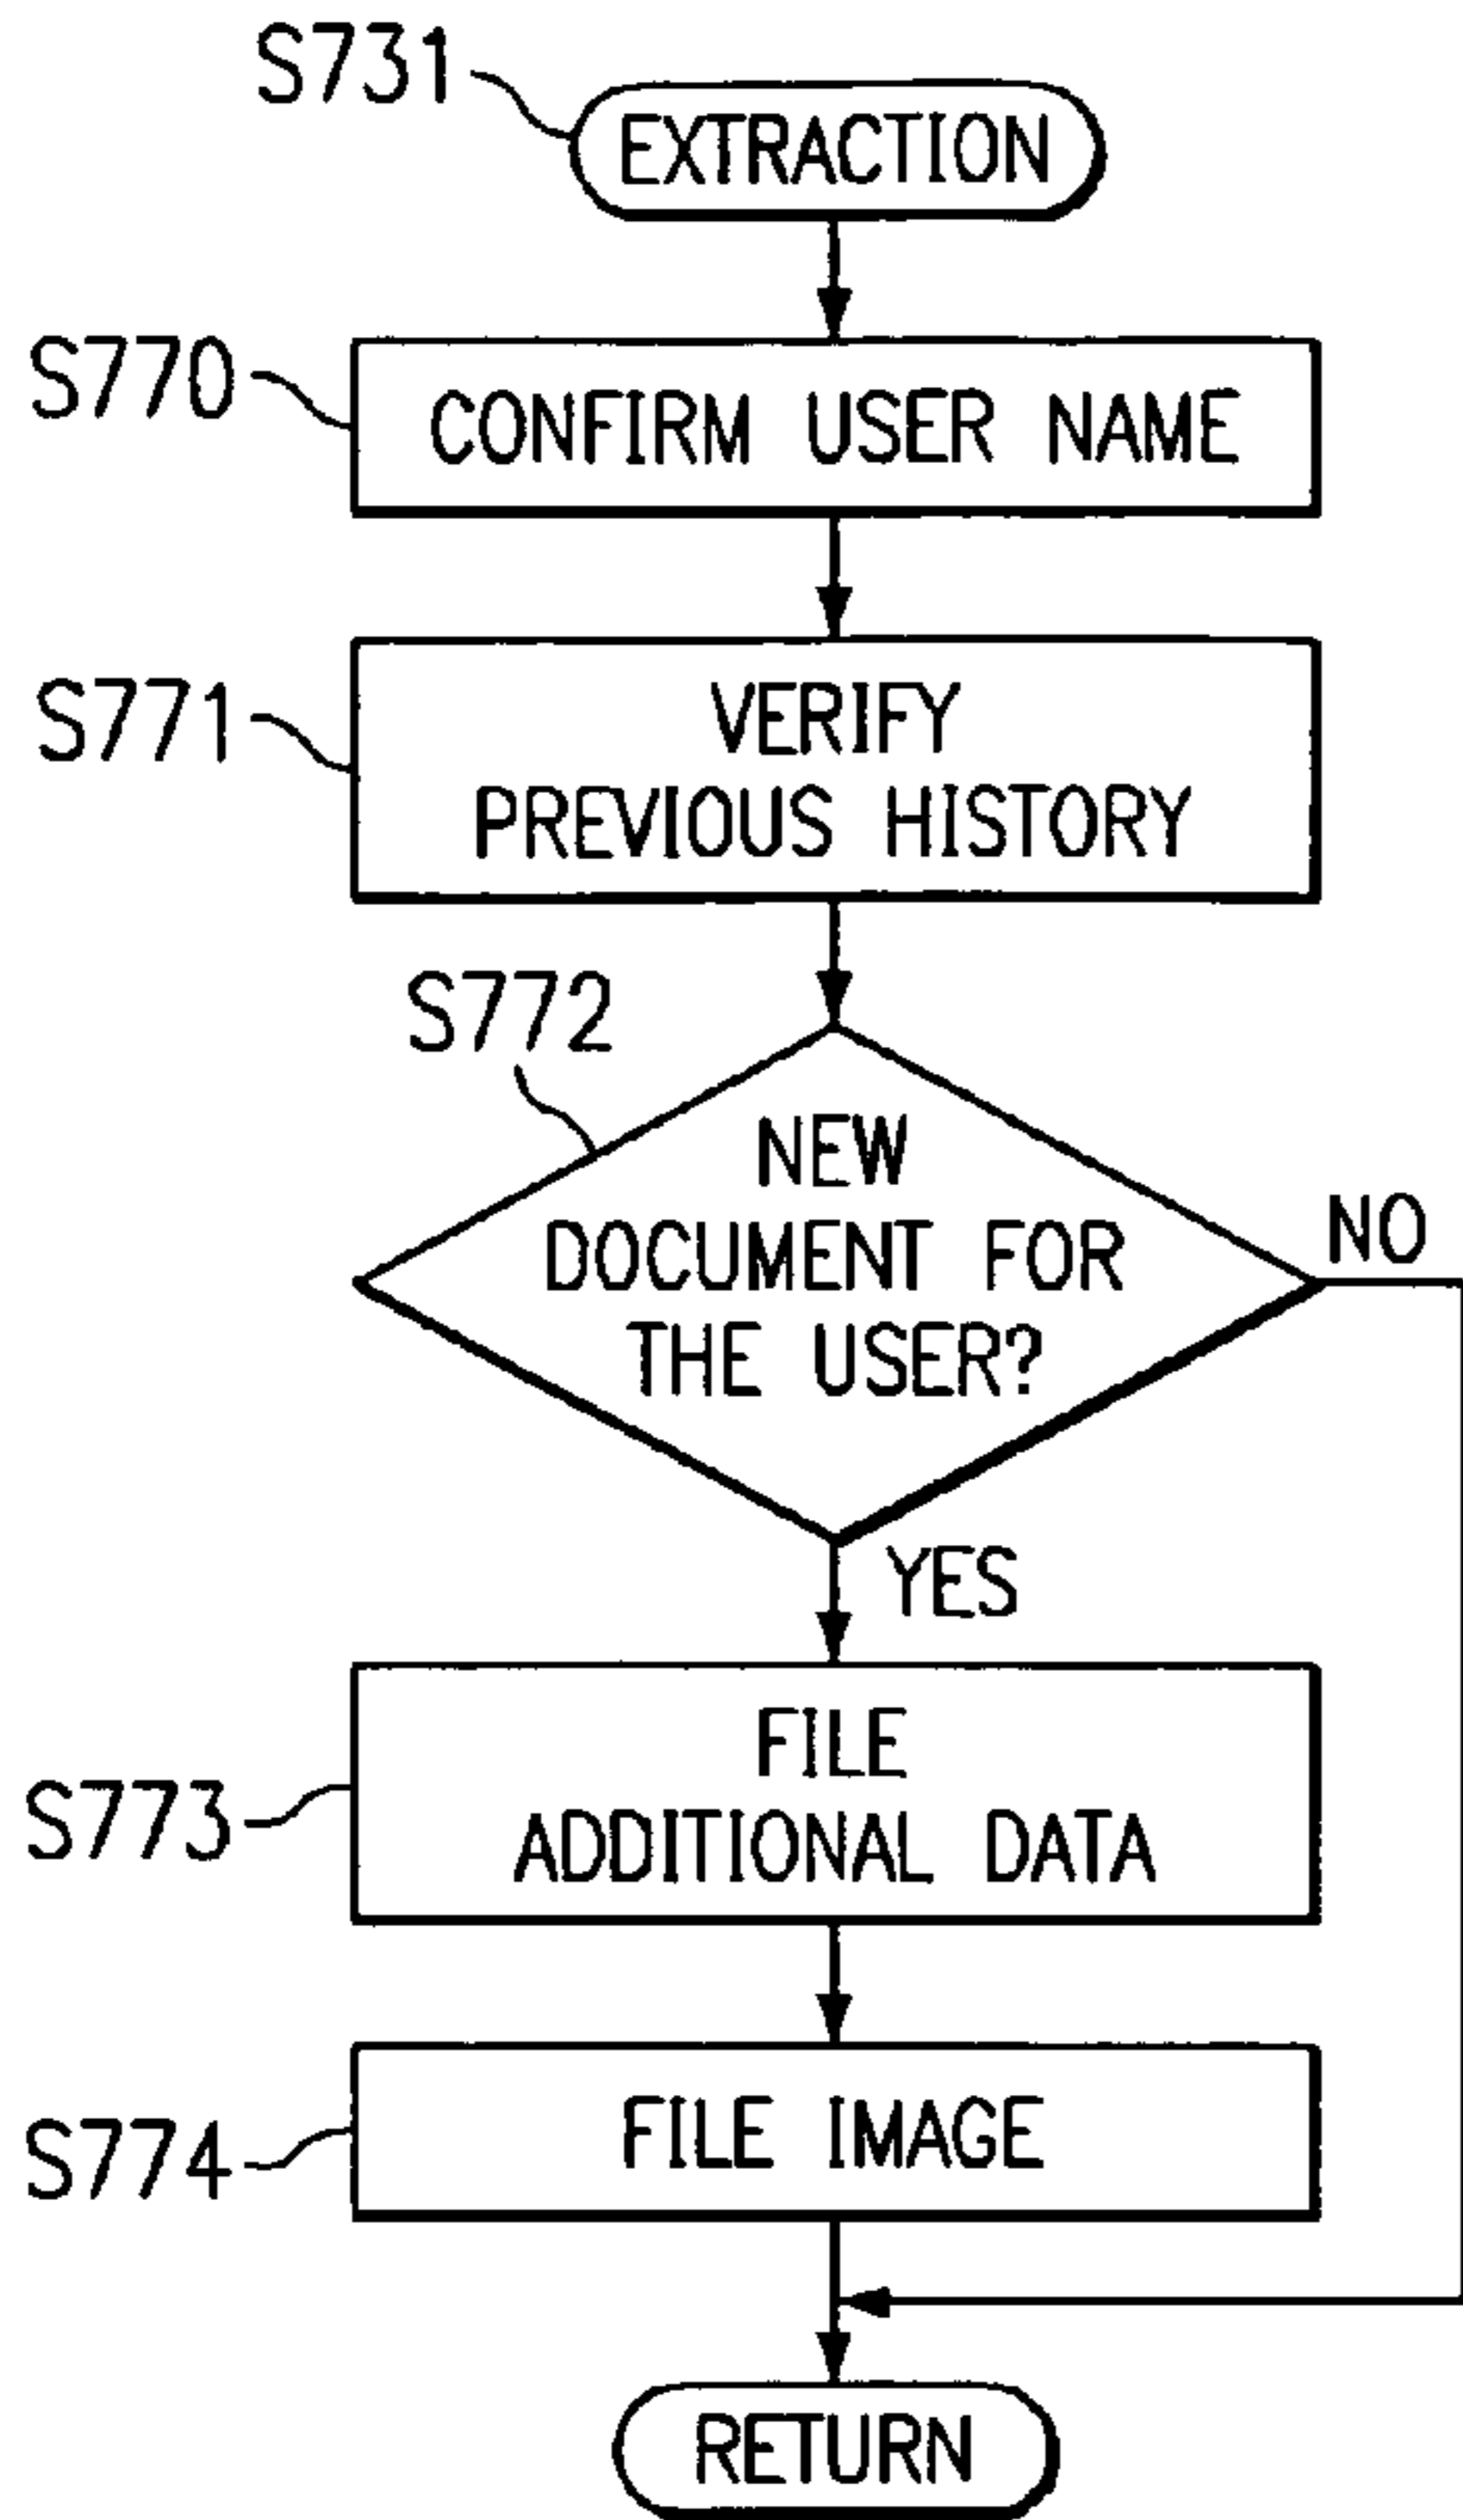 S731
EXTRACTION
S770
CONFIRM USER NAME
S771
VERIFY
PREVIOUS HISTORY
S772
NEW
DOCUMENT FOR
THE USER?
NO
YES
S773
FILE
ADDITIONAL DATA
S774
FILE IMAGE
RETURN